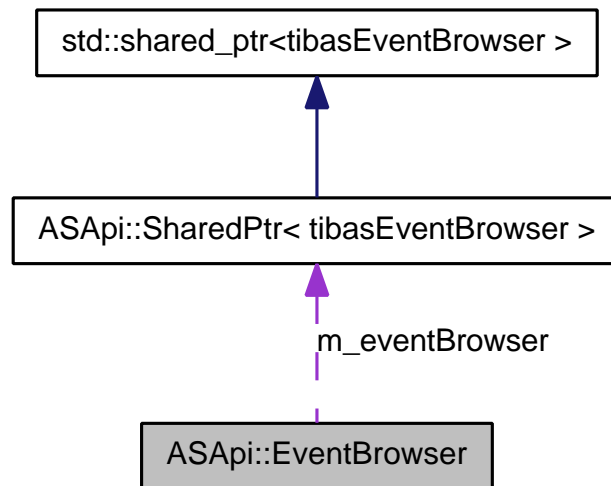 std::shared_ptr<tibasEventBrowser >
ASApi::SharedPtr< tibasEventBrowser >
m_eventBrowser
ASApi::EventBrowser